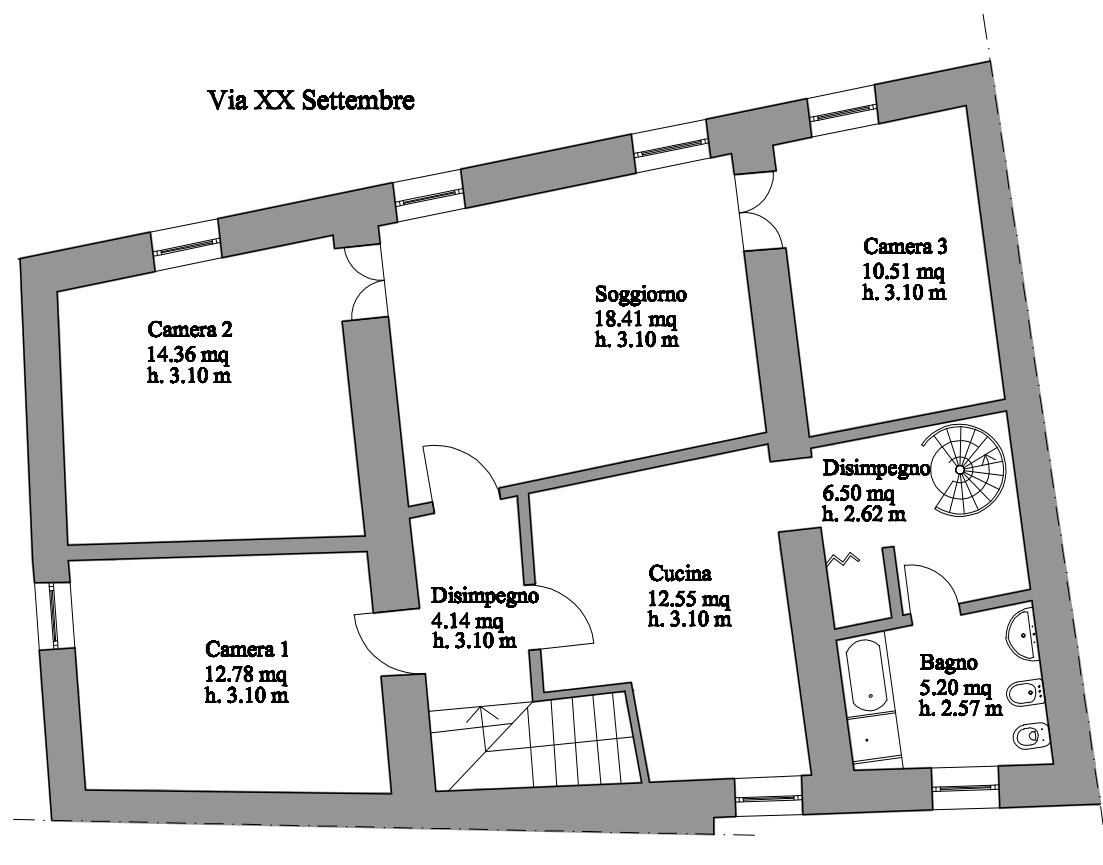 Via XX Settembre
Camera 3
10.51 mq
h. 3.10 m
Soggiorno
18.41 mq
h. 3.10 m
Camera 2
14.36 mq
h. 3.10 m
Disimpegno
6.50 mq
h. 2.62 m
Cucina
12.55 mq
h. 3.10 m
Disimpegno
4.14 mq
h. 3.10 m
Camera 1
12.78 mq
h. 3.10 m
Bagno
5.20 mq
h. 2.57 m